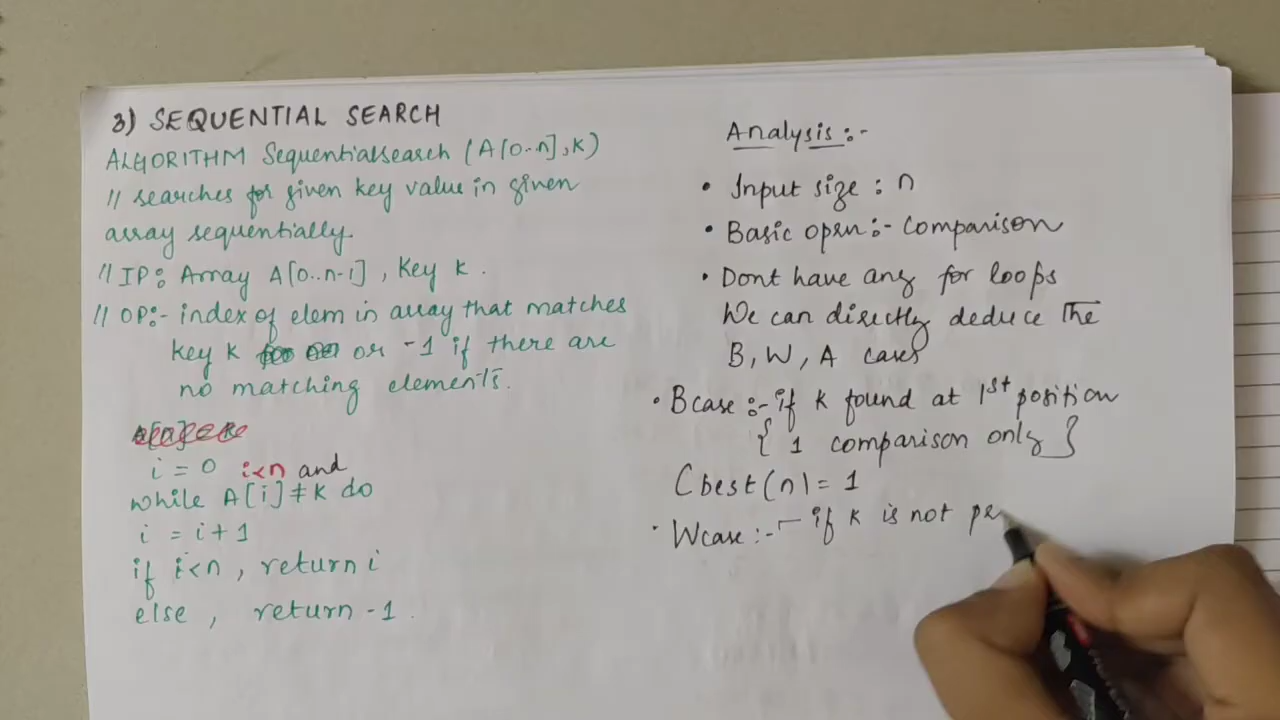 3) SEQUENTIAL SEARCH
ALGORITHM Sequentialsearch (A[0..n], K)
// searches for given key value in given
array sequentially.
// IP: Array A[0..n-1], Key K.
// OP:- index of elem in array that matches
key K or -1 if there are
no matching elements.
i = 0 i<n and
while A[i] ≠ K do
i = i + 1
if i<n, return i
else, return -1.
Analysis:-
• Input size: n
• Basic opsn:- Comparison
• Dont have any for loops
We can directly deduce The
B, W, A cases
• Bcase:- if K found at 1st position
{ 1 comparison only }
Cbest(n) = 1
• Wcase:- if K is not pe